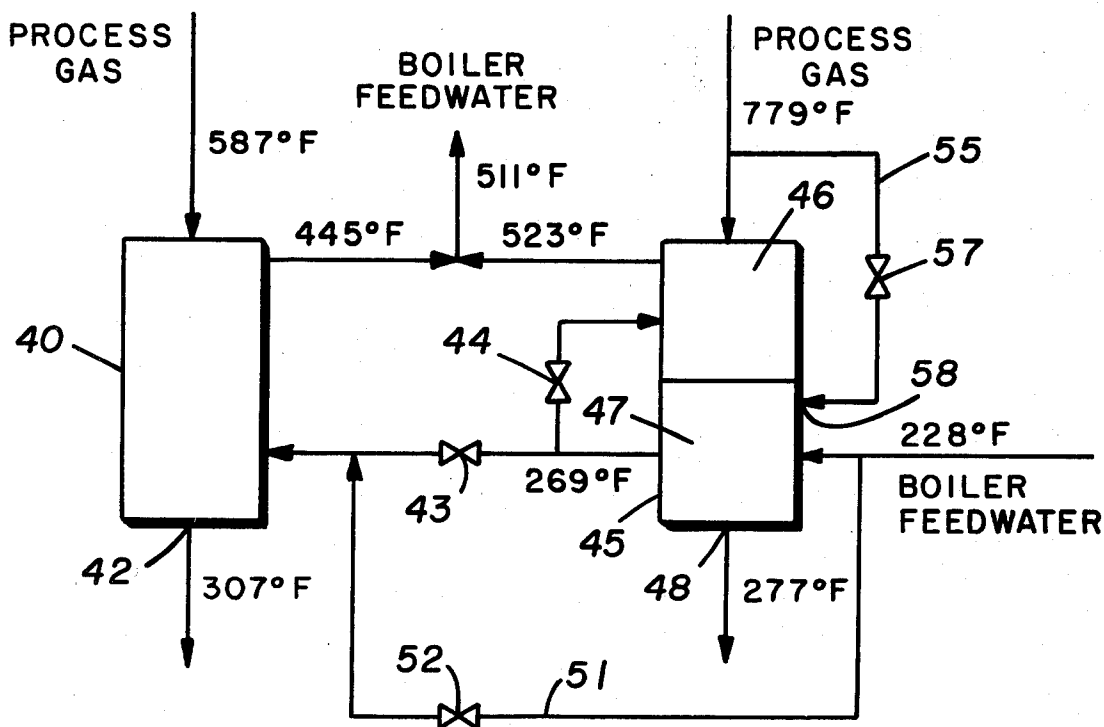 PROCESS
GAS
587°F
BOILER
FEEDWATER
511°F
PROCESS
GAS
779°F
55
46
57
445°F
523°F
40
44
58
47
228°F
269°F
43
45
BOILER
FEEDWATER
42
307°F
48
277°F
52
51